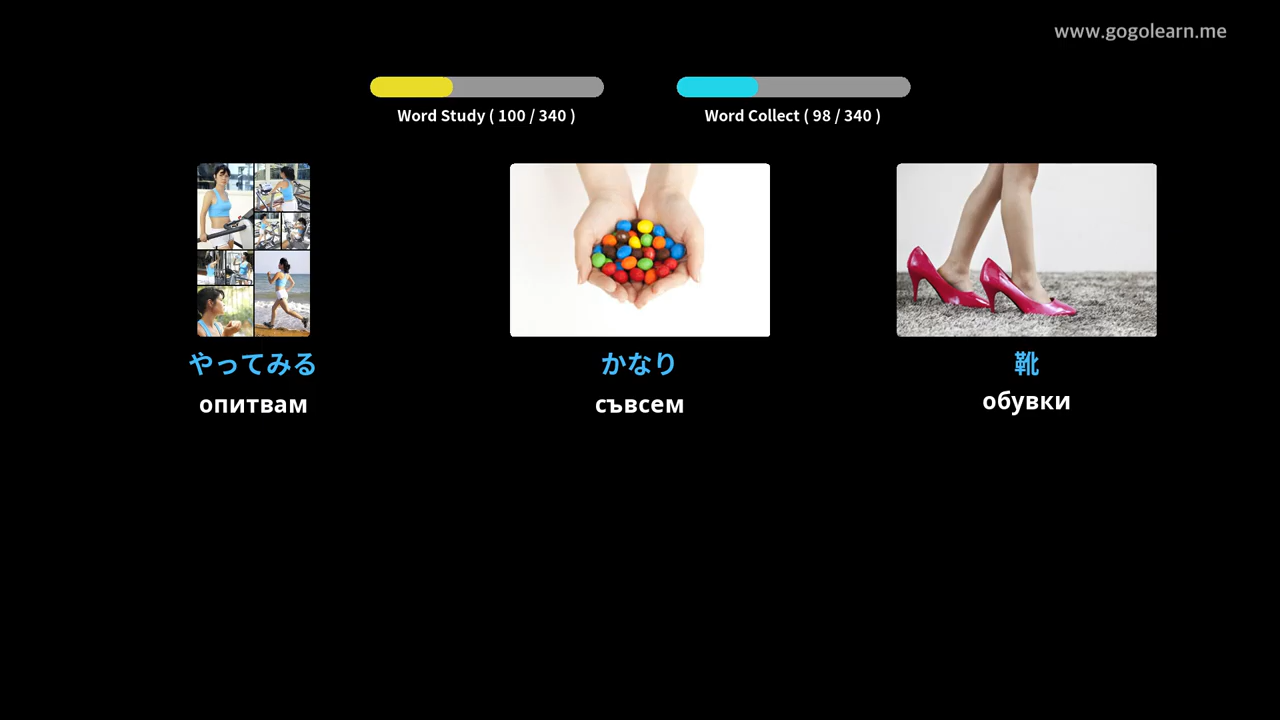 www.gogolearn.me
Word Study ( 100 / 340 )
Word Collect ( 98 / 340 )
やってみる
опитвам
かなり
съвсем
靴
обувки